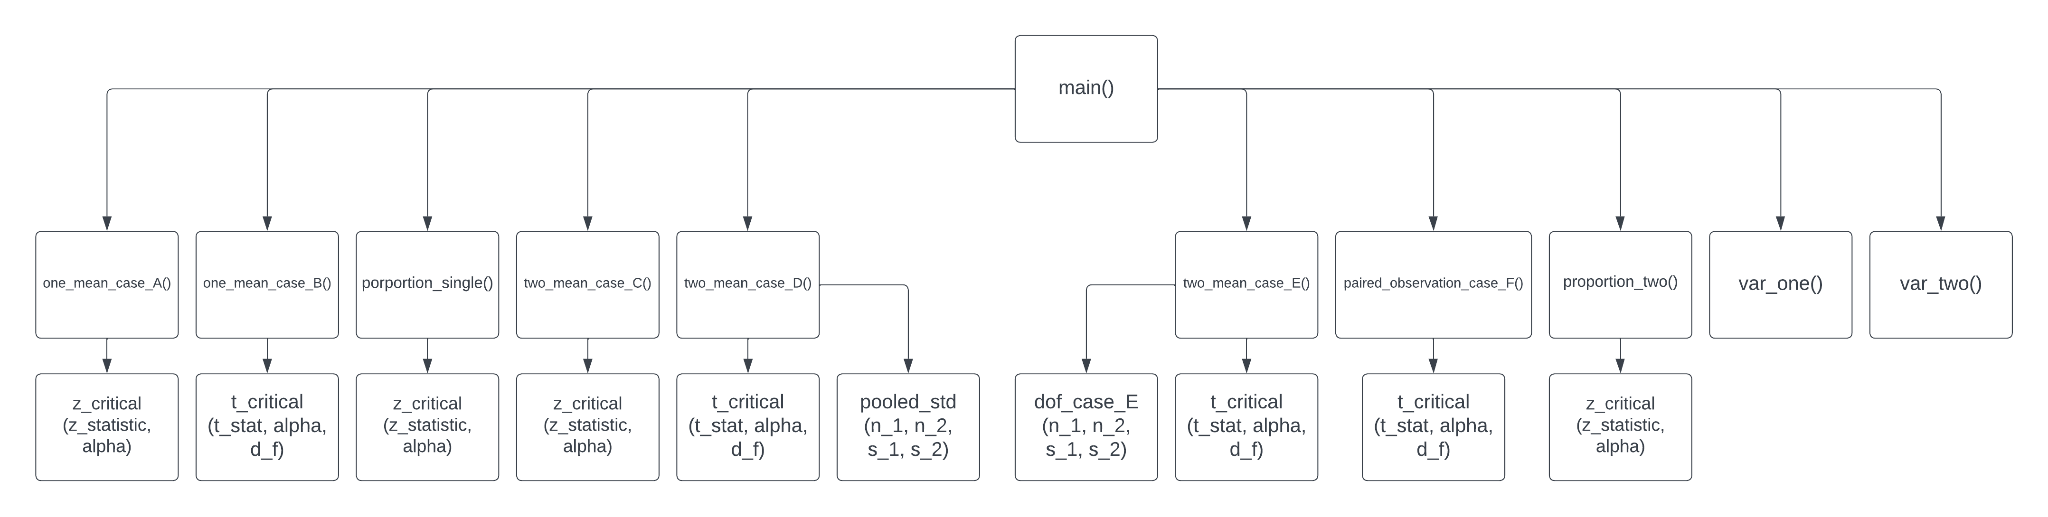 main()
one_mean_case_A()
one_mean_case_B()
porportion_single()
two_mean_case_C()
two_mean_case_D()
two_mean_case_E()
paired_observation_case_F()
proportion_two()
var_one()
var_two()
z_critical
(z_statistic,
alpha)
t_critical
(t_stat, alpha,
d_f)
z_critical
(z_statistic,
alpha)
z_critical
(z_statistic,
alpha)
t_critical
(t_stat, alpha,
d_f)
pooled_std
(n_1, n_2,
s_1, s_2)
dof_case_E
(n_1, n_2,
s_1, s_2)
t_critical
(t_stat, alpha,
d_f)
t_critical
(t_stat, alpha,
d_f)
z_critical
(z_statistic,
alpha)